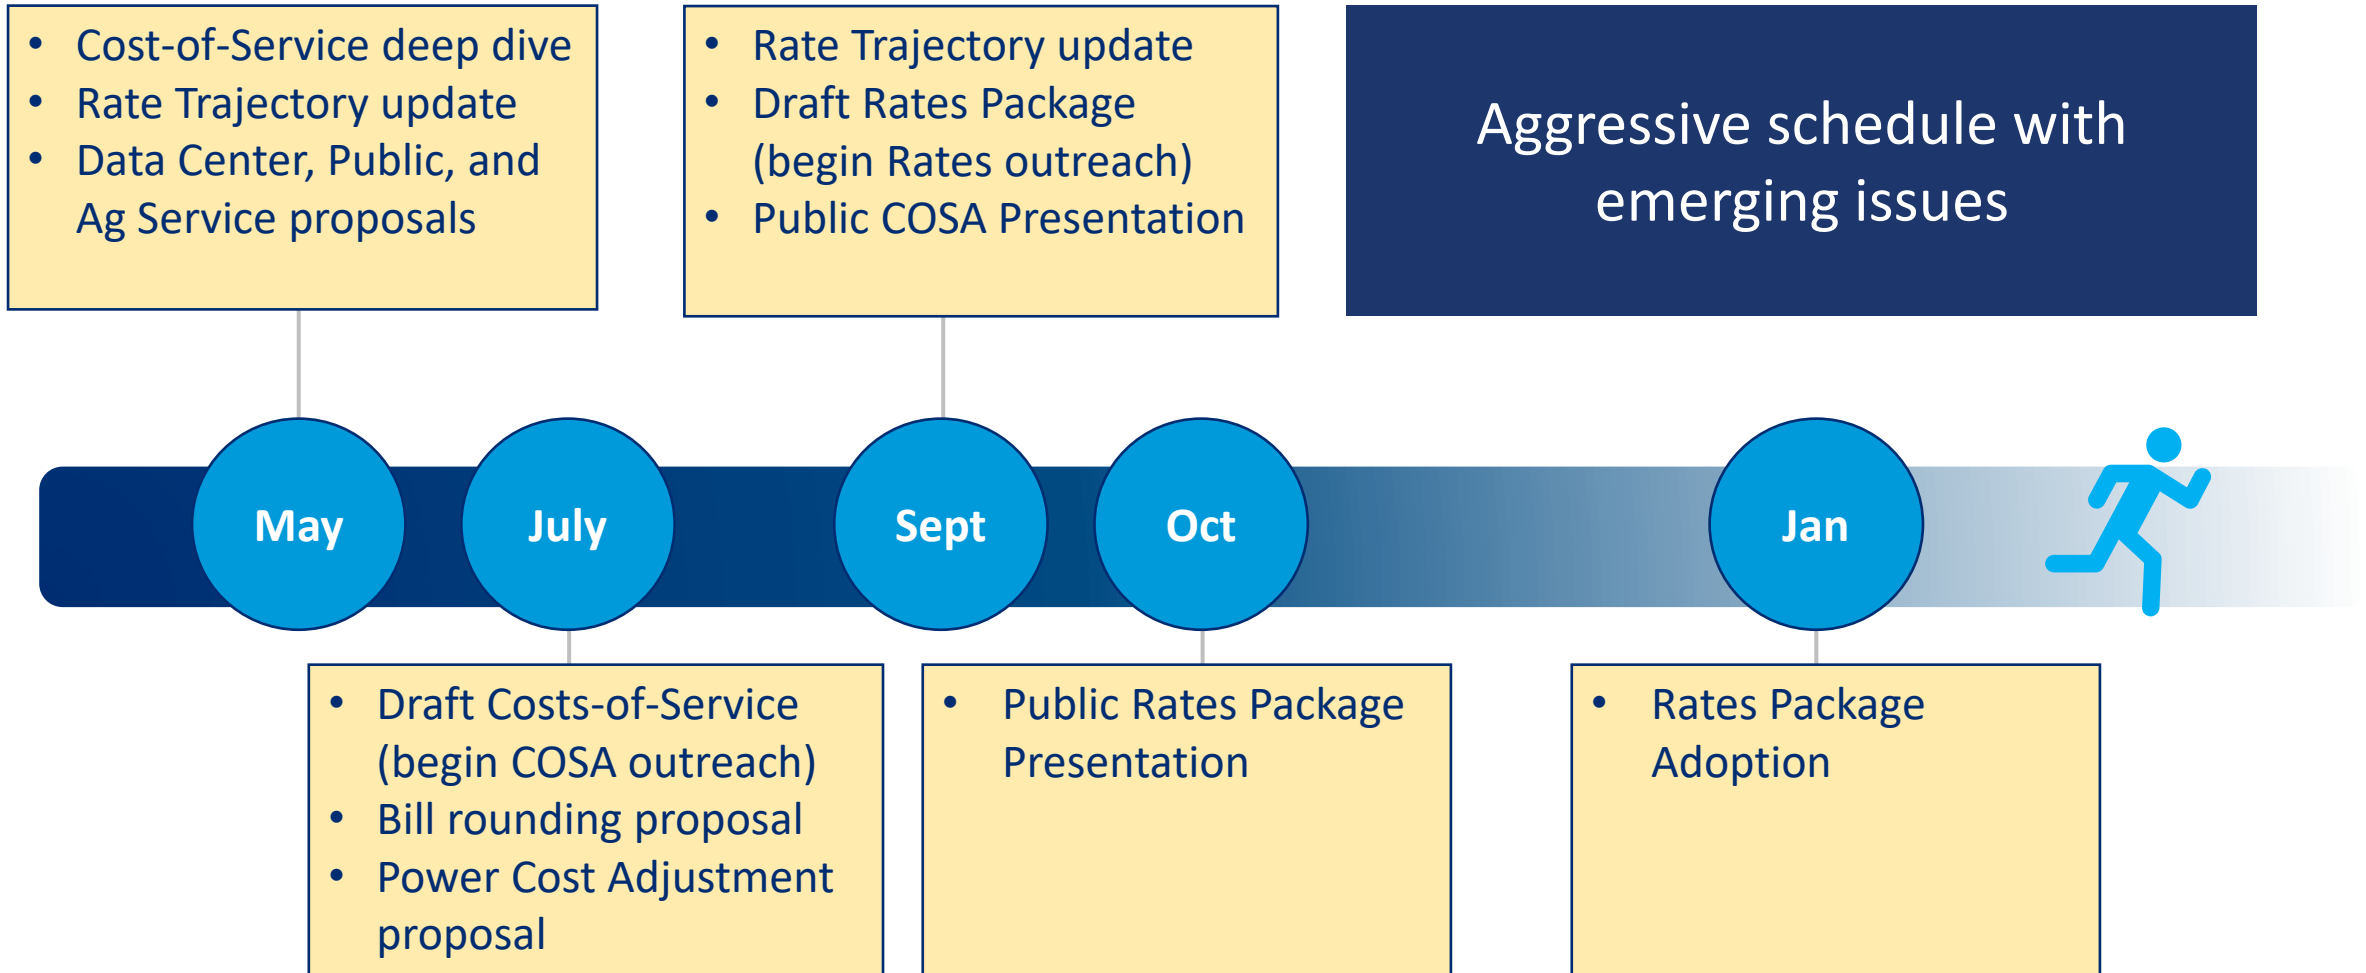 • Cost-of-Service deep dive
• Rate Trajectory update
• Data Center, Public, and
Ag Service proposals
• Rate Trajectory update
• Draft Rates Package
(begin Rates outreach)
• Public COSA Presentation
Aggressive schedule with
emerging issues
May
July
Sept
Oct
Jan
• Draft Costs-of-Service
(begin COSA outreach)
• Bill rounding proposal
• Power Cost Adjustment
proposal
• Public Rates Package
Presentation
• Rates Package
Adoption